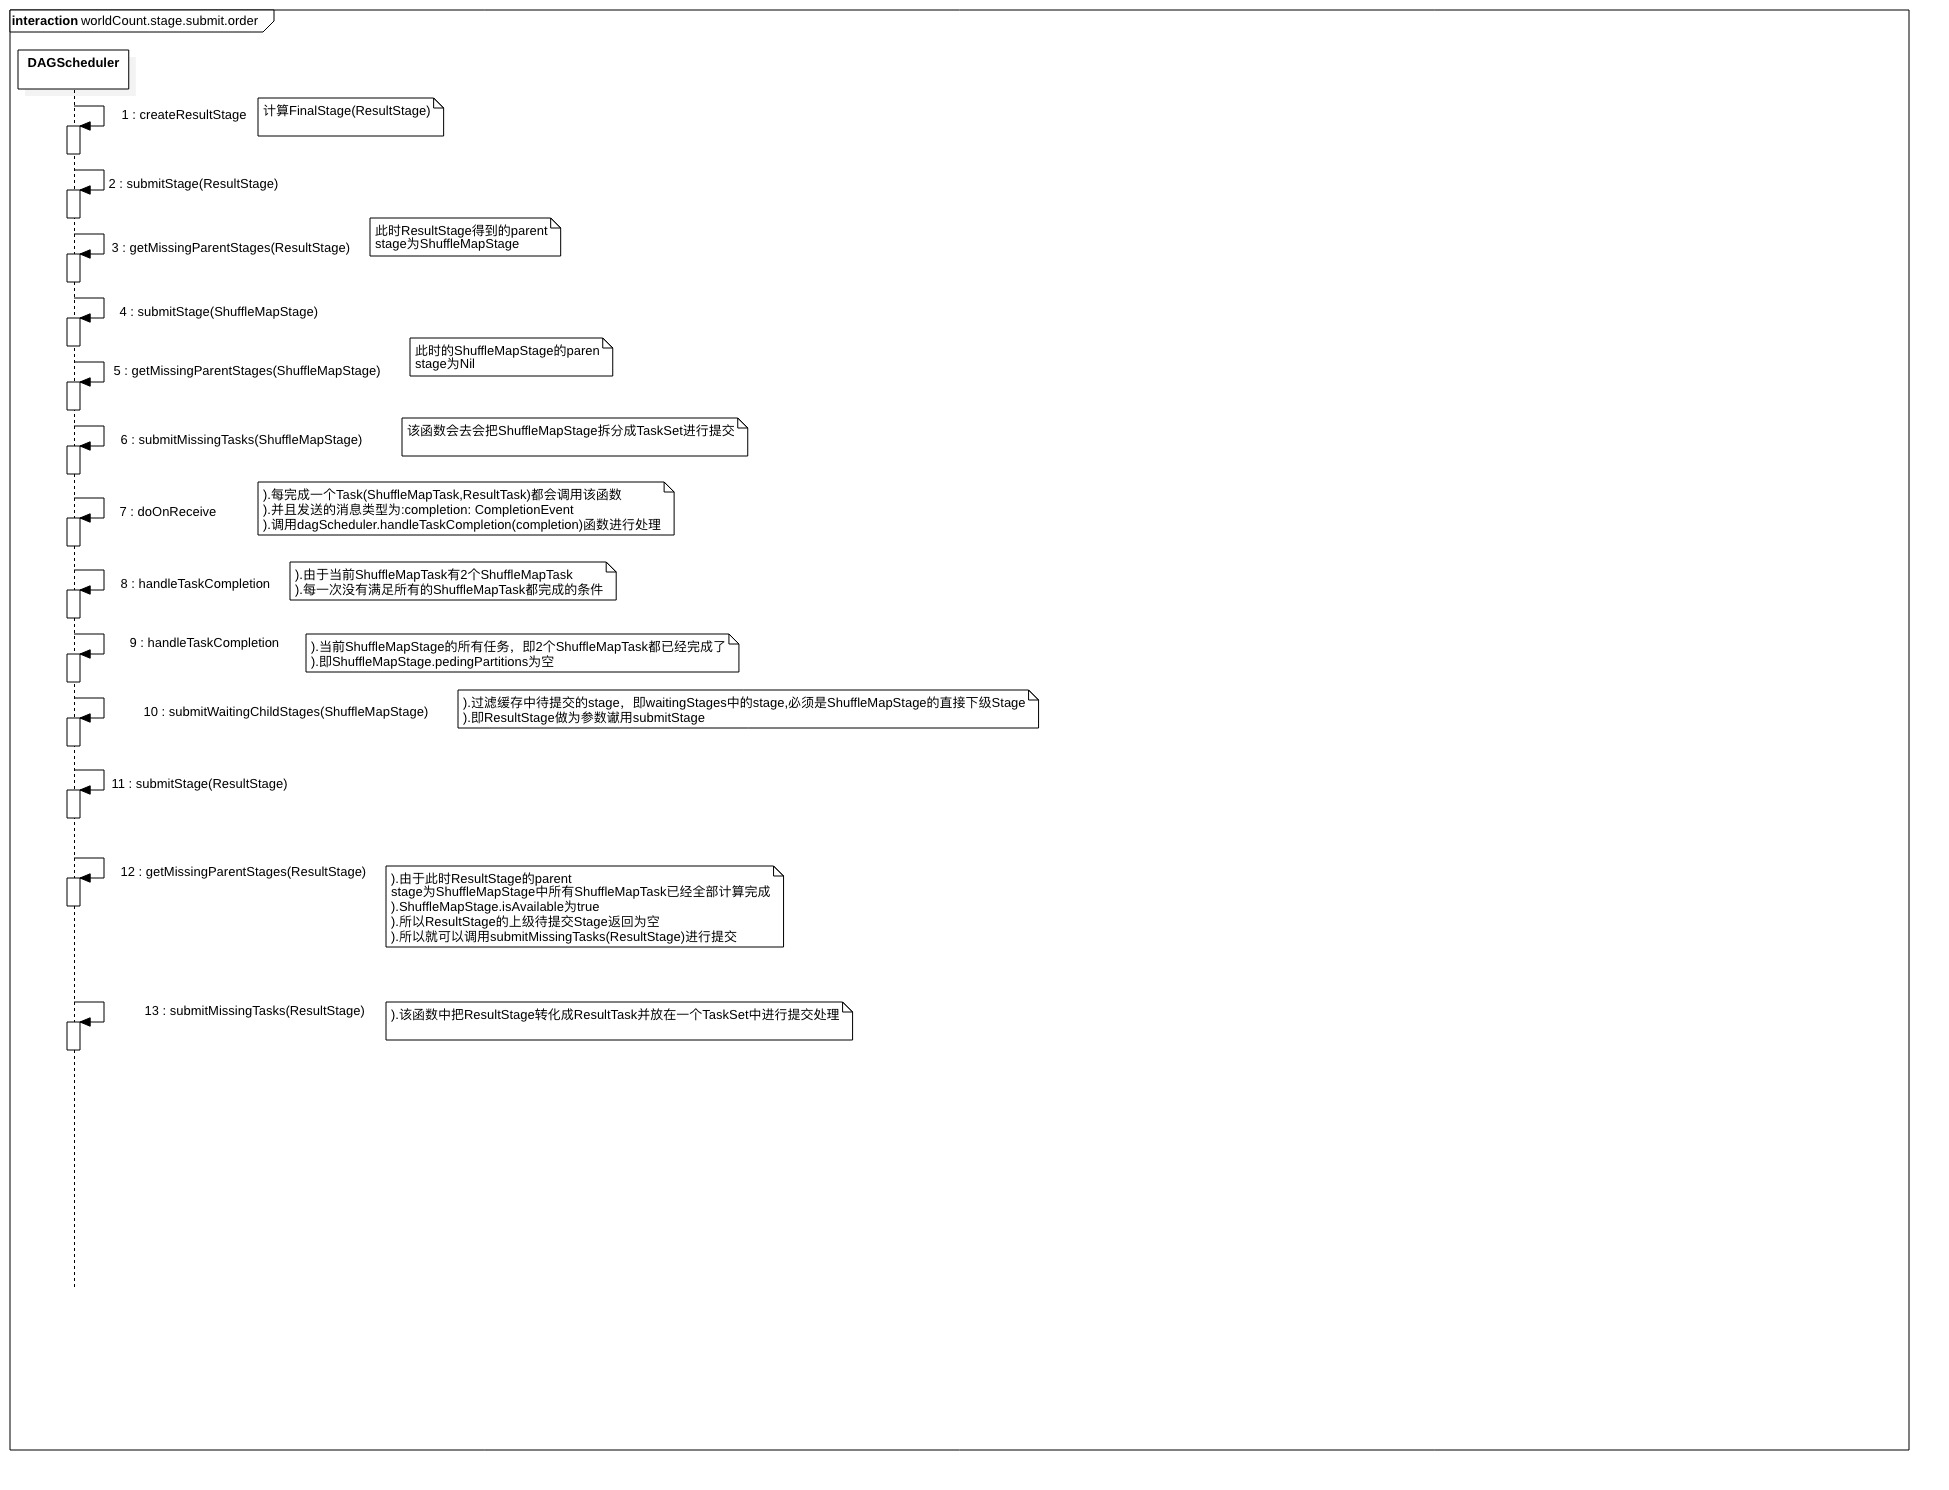 interaction worldCount.stage.submit.order
DAGScheduler
1 : createResultStage
计算FinalStage(ResultStage)
2 : submitStage(ResultStage)
3 : getMissingParentStages(ResultStage)
此时ResultStage得到的parent
stage为ShuffleMapStage
4 : submitStage(ShuffleMapStage)
5 : getMissingParentStages(ShuffleMapStage)
此时的ShuffleMapStage的paren
stage为Nil
6 : submitMissingTasks(ShuffleMapStage)
该函数会去会把ShuffleMapStage拆分成TaskSet进行提交
7 : doOnReceive
).每完成一个Task(ShuffleMapTask,ResultTask)都会调用该函数
).并且发送的消息类型为:completion: CompletionEvent
).调用dagScheduler.handleTaskCompletion(completion)函数进行处理
8 : handleTaskCompletion
).由于当前ShuffleMapTask有2个ShuffleMapTask
).每一次没有满足所有的ShuffleMapTask都完成的条件
9 : handleTaskCompletion
).当前ShuffleMapStage的所有任务，即2个ShuffleMapTask都已经完成了
).即ShuffleMapStage.pedingPartitions为空
10 : submitWaitingChildStages(ShuffleMapStage)
).过滤缓存中待提交的stage，即waitingStages中的stage,必须是ShuffleMapStage的直接下级Stage
).即ResultStage做为参数谳用submitStage
11 : submitStage(ResultStage)
12 : getMissingParentStages(ResultStage)
).由于此时ResultStage的parent
stage为ShuffleMapStage中所有ShuffleMapTask已经全部计算完成
).ShuffleMapStage.isAvailable为true
).所以ResultStage的上级待提交Stage返回为空
).所以就可以调用submitMissingTasks(ResultStage)进行提交
13 : submitMissingTasks(ResultStage)
).该函数中把ResultStage转化成ResultTask并放在一个TaskSet中进行提交处理